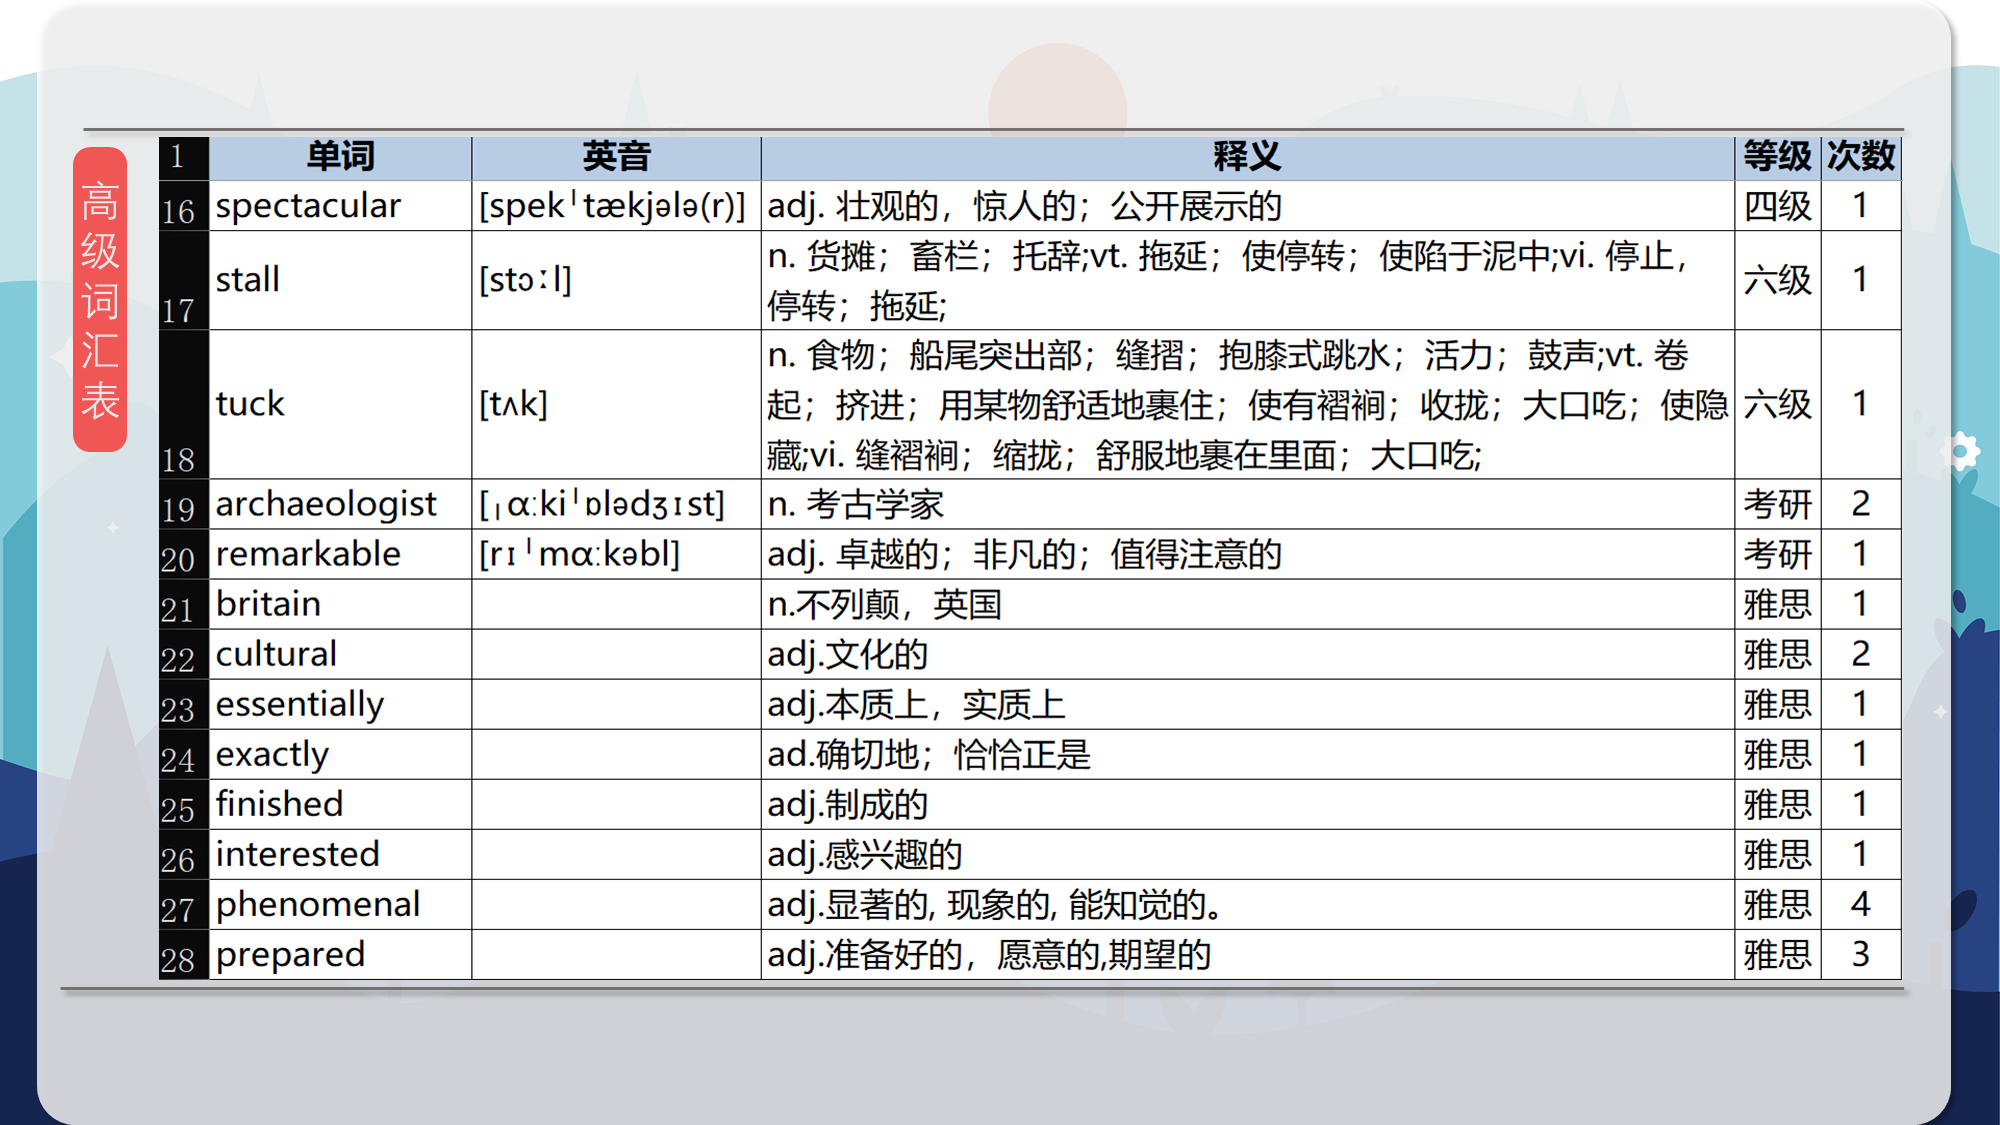 高级词汇表
1 单词 英音 释义 等级 次数
16 spectacular [spekˈtækjələ(r)] adj. 壮观的，惊人的；公开展示的 四级 1
17 stall [stɔːl] n. 货摊；畜栏；托辞;vt. 拖延；使停转；使陷于泥中;vi. 停止，
停转；拖延; 六级 1
18 tuck [tʌk] n. 食物；船尾突出部；缝摺；抱膝式跳水；活力；鼓声;vt. 卷
起；挤进；用某物舒适地裹住；使有褶裥；收拢；大口吃；使隐
藏;vi. 缝褶裥；缩拢；舒服地裹在里面；大口吃; 六级 1
19 archaeologist [ˌɑːkiˈɒlədʒɪst] n. 考古学家 考研 2
20 remarkable [rɪˈmɑːkəbl] adj. 卓越的；非凡的；值得注意的 考研 1
21 britain n.不列颠，英国 雅思 1
22 cultural adj.文化的 雅思 2
23 essentially adj.本质上，实质上 雅思 1
24 exactly ad.确切地；恰恰正是 雅思 1
25 finished adj.制成的 雅思 1
26 interested adj.感兴趣的 雅思 1
27 phenomenal adj.显著的, 现象的, 能知觉的。 雅思 4
28 prepared adj.准备好的，愿意的,期望的 雅思 3